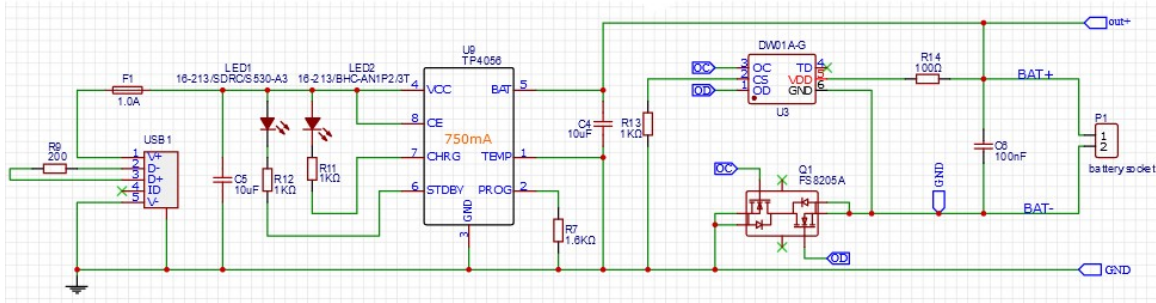 out+
DW01A-G
OC
3
OC
TD
4
2
CS
VDD
5
OD
1
OD
GND
6
U3
R14
100Ω
BAT+
U9
TP4056
LED1
16-213/SDRC/S530-A3
LED2
16-213/BHC-AN1P2/3T
F1
1.0A
4
VCC
BAT
5
8
CE
750mA
7
CHRG
TEMP
1
6
STDBY
PROG
2
GND
3
C4
10uF
R13
1KΩ
P1
1
2
battery socket
C6
100nF
USB1
R9
200
1
V+
2
D-
3
D+
4
ID
5
V-
C5
10uF
R12
1KΩ
R11
1KΩ
R7
1.6KΩ
OC
Q1
FS8205A
OD
GND
BAT-
GND